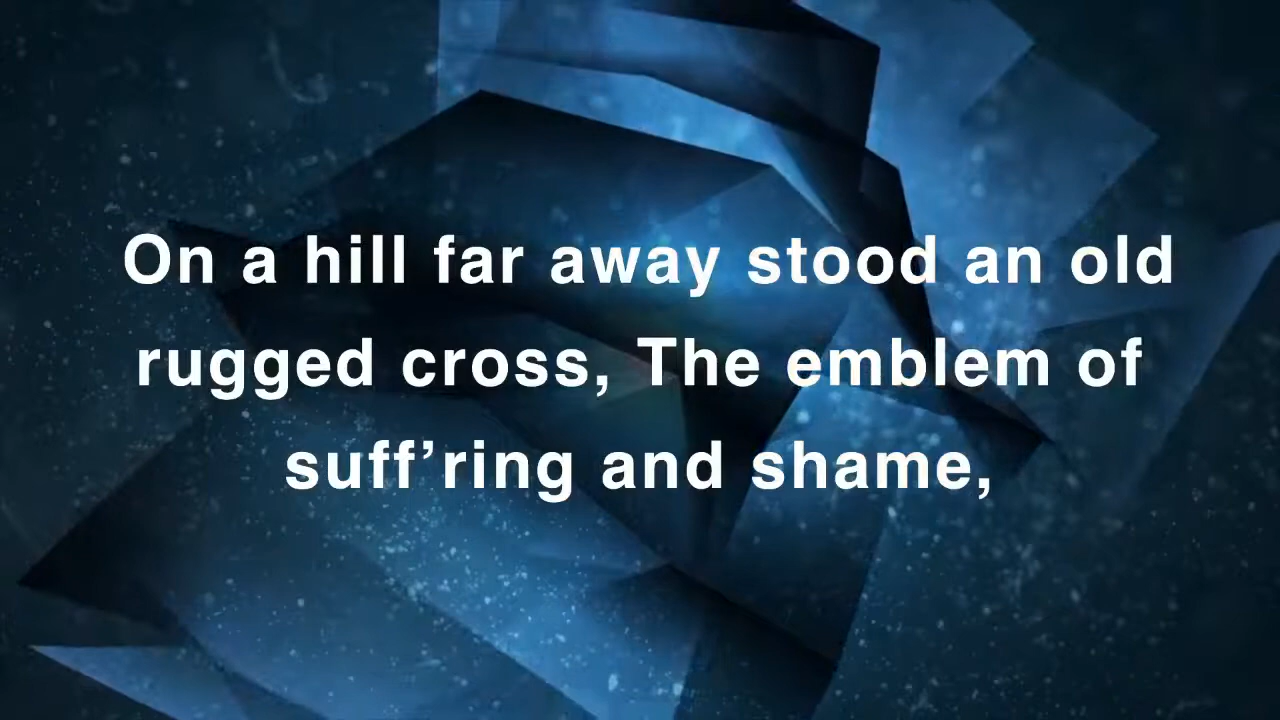 On a hill far away stood an old
rugged cross, The emblem of
suff’ring and shame,